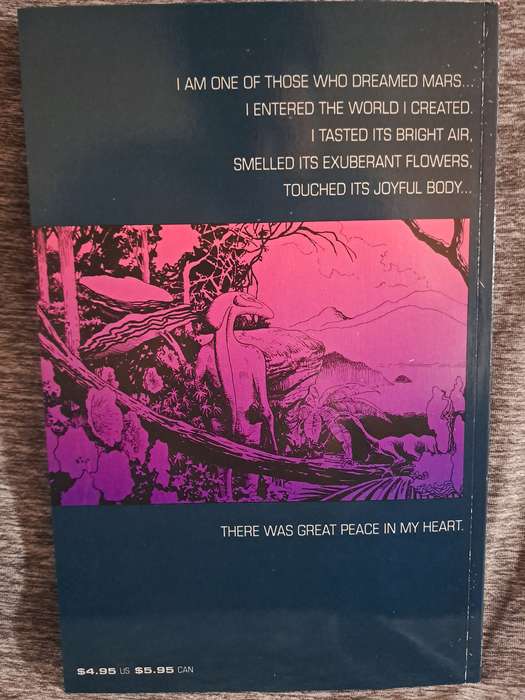 I AM ONE OF THOSE WHO DREAMED MARS...
I ENTERED THE WORLD I CREATED.
I TASTED ITS BRIGHT AIR,
SMELLED ITS EXUBERANT FLOWERS,
TOUCHED ITS JOYFUL BODY...
THERE WAS GREAT PEACE IN MY HEART.
$4.95 US $5.95 CAN